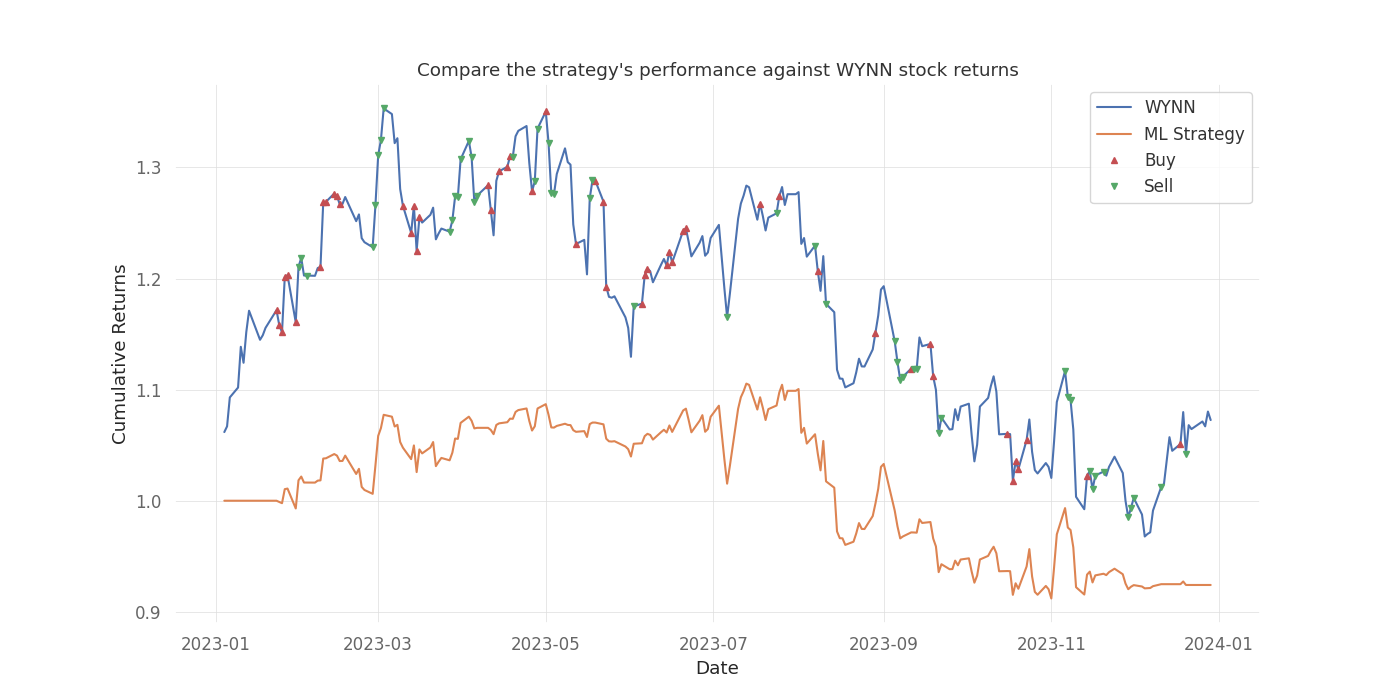 Compare the strategy's performance against WYNN stock returns
WYNN
ML Strategy
Buy
Sell
Cumulative Returns
1.3
1.2
1.1
1.0
0.9
2023-01
2023-03
2023-05
2023-07
2023-09
2023-11
2024-01
Date